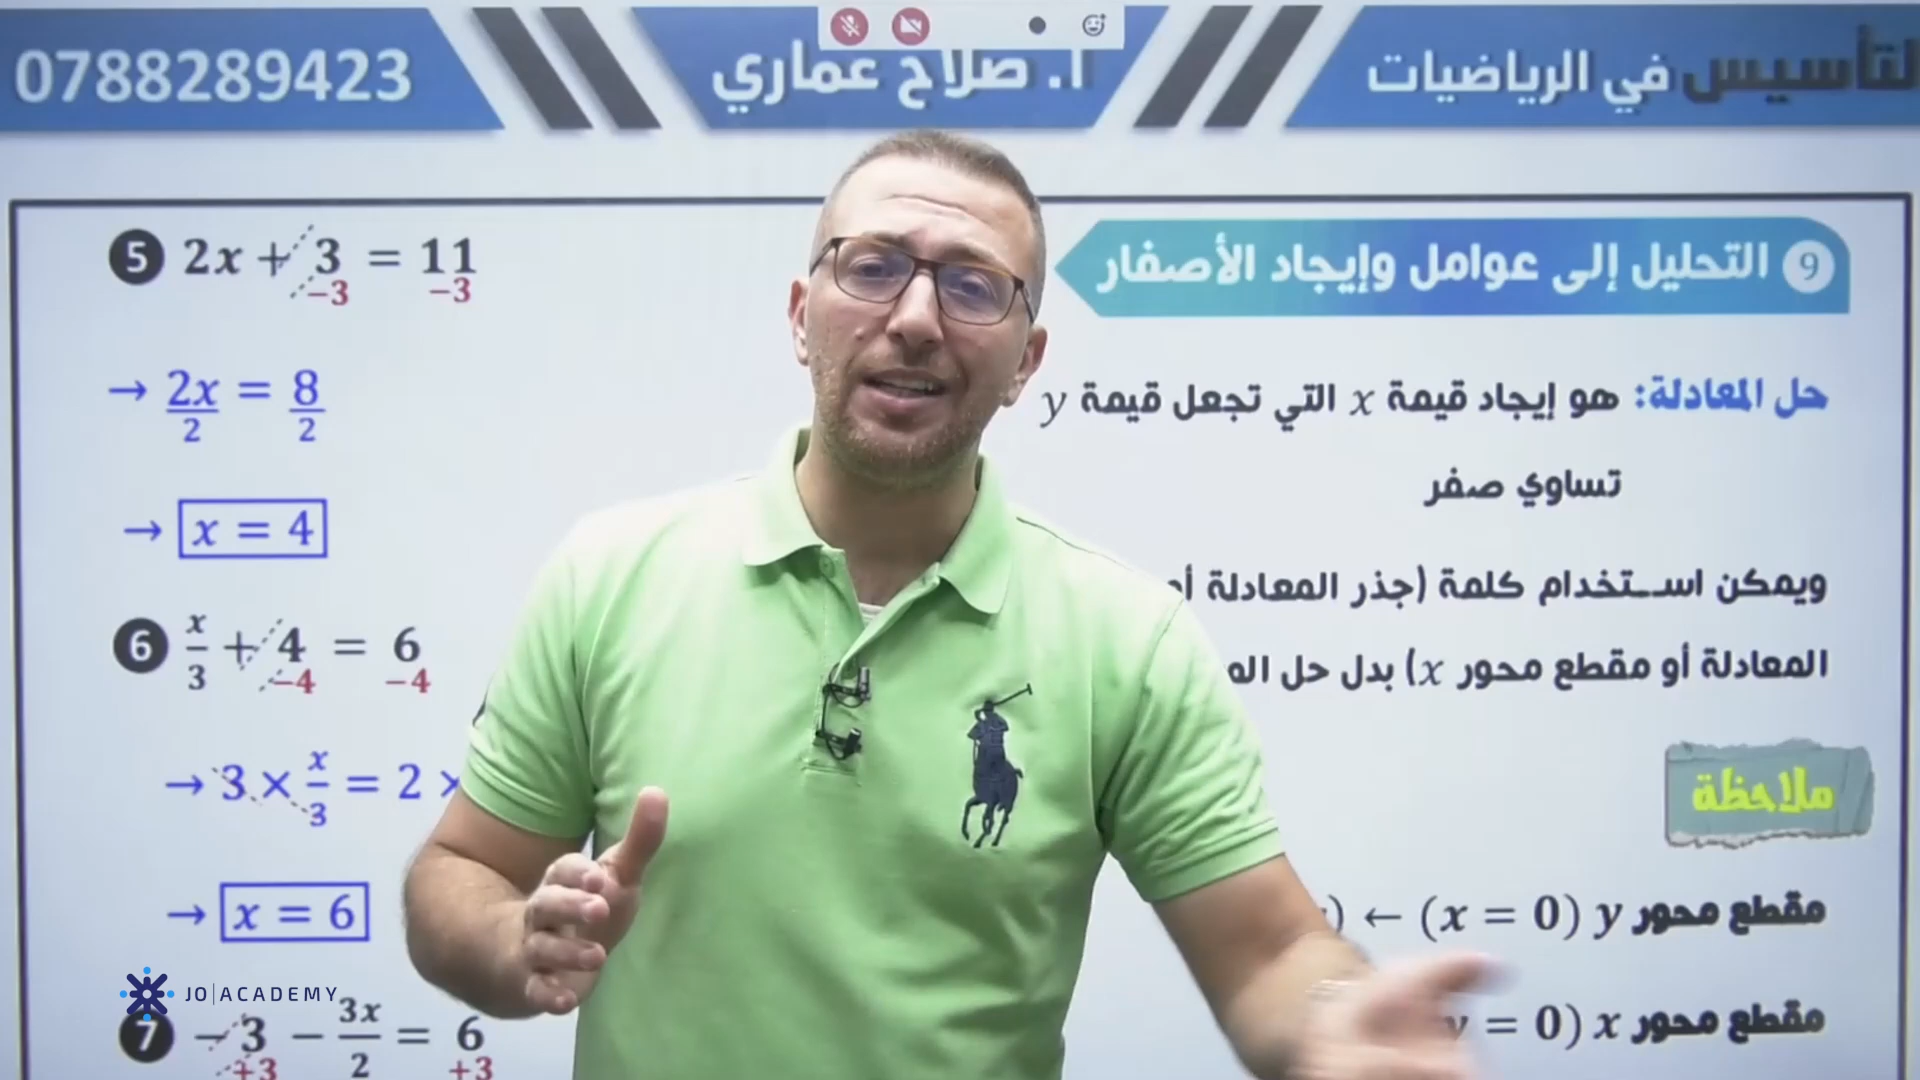 التأسيس في الرياضيات
أ. صلاح عماري
0788289423
9 التحليل إلى عوامل وإيجاد الأصفار
حل المعادلة: هو إيجاد قيمة x التي تجعل قيمة y
تساوي صفر
ويمكن استخدام كلمة (جذر المعادلة
المعادلة أو مقطع محور x) بدل حل
ملاحظة
مقطع محور y (x = 0) ←
مقطع محور x (y = 0)
5 2x + 3 = 11
−3 −3
→ 2x/2 = 8/2
→ x = 4
6 x/3 + 4 = 6
−4 −4
→ 3 × x/3 = 2 ×
→ x = 6
JO|ACADEMY
7 −3 − 3x/2 = 6
+3 +3